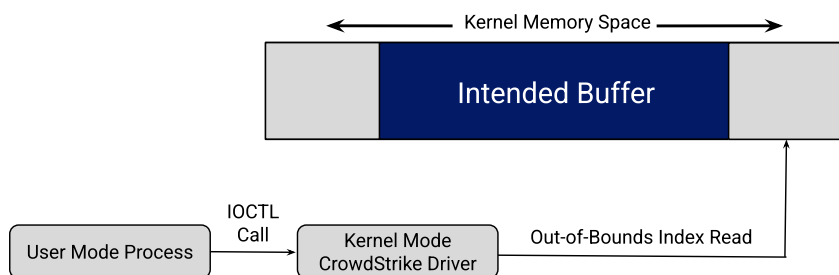 Kernel Memory Space
Intended Buffer
IOCTL
Call
User Mode Process
Kernel Mode
CrowdStrike Driver
Out-of-Bounds Index Read